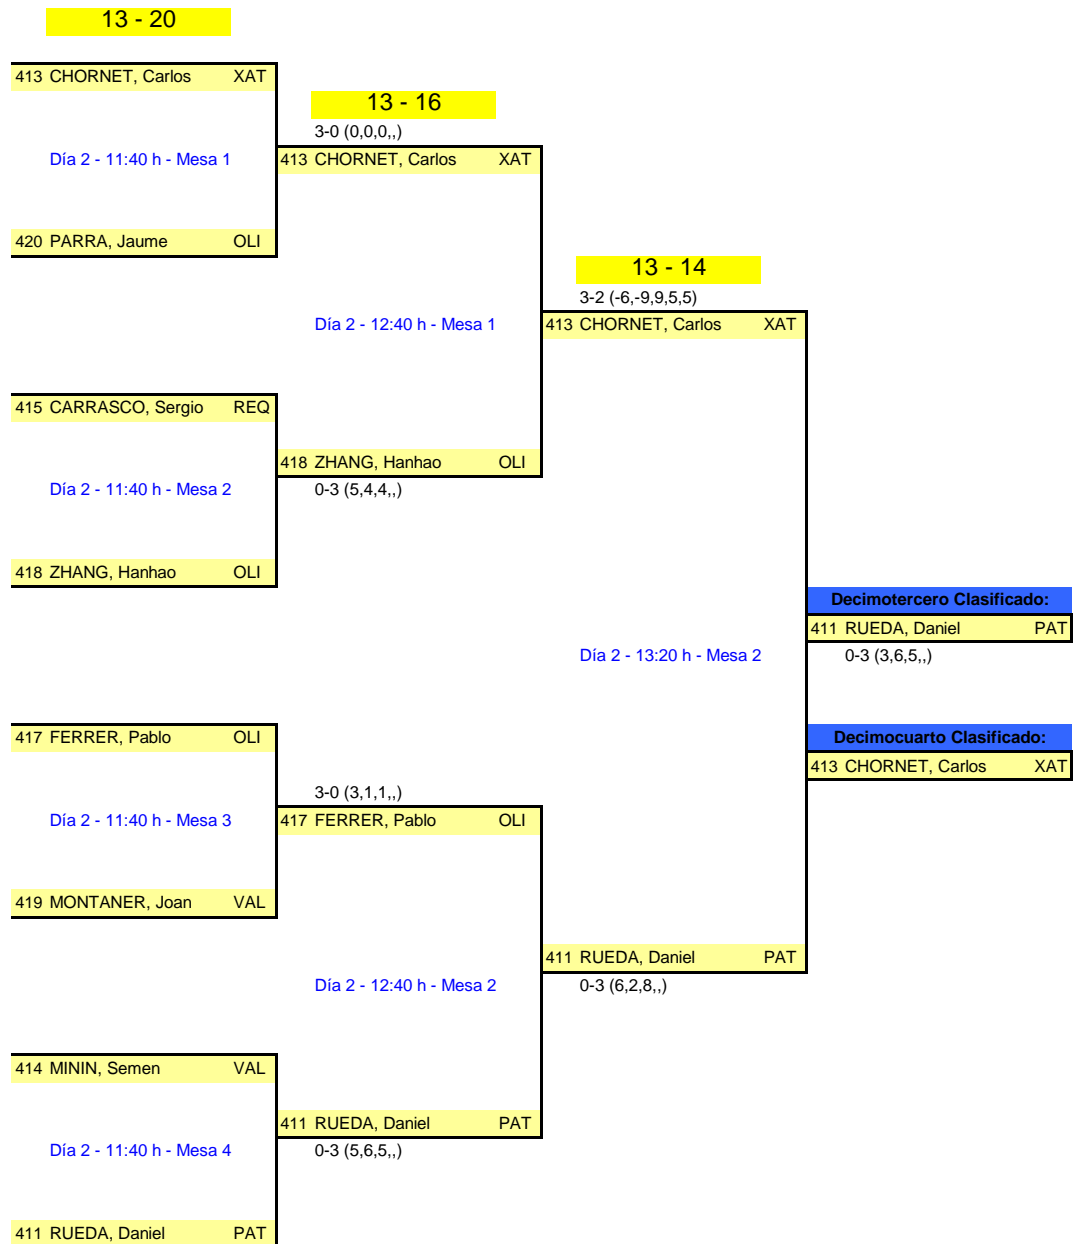 13 - 20
413 CHORNET, Carlos XAT
13 - 16
3-0 (0,0,0,,)
Día 2 - 11:40 h - Mesa 1
413 CHORNET, Carlos XAT
420 PARRA, Jaume OLI
13 - 14
3-2 (-6,-9,9,5,5)
Día 2 - 12:40 h - Mesa 1
413 CHORNET, Carlos XAT
415 CARRASCO, Sergio REQ
418 ZHANG, Hanhao OLI
Día 2 - 11:40 h - Mesa 2
0-3 (5,4,4,,)
418 ZHANG, Hanhao OLI
Decimotercero Clasificado:
411 RUEDA, Daniel PAT
Día 2 - 13:20 h - Mesa 2
0-3 (3,6,5,,)
417 FERRER, Pablo OLI
Decimocuarto Clasificado:
413 CHORNET, Carlos XAT
3-0 (3,1,1,,)
Día 2 - 11:40 h - Mesa 3
417 FERRER, Pablo OLI
419 MONTANER, Joan VAL
411 RUEDA, Daniel PAT
Día 2 - 12:40 h - Mesa 2
0-3 (6,2,8,,)
414 MININ, Semen VAL
411 RUEDA, Daniel PAT
Día 2 - 11:40 h - Mesa 4
0-3 (5,6,5,,)
411 RUEDA, Daniel PAT